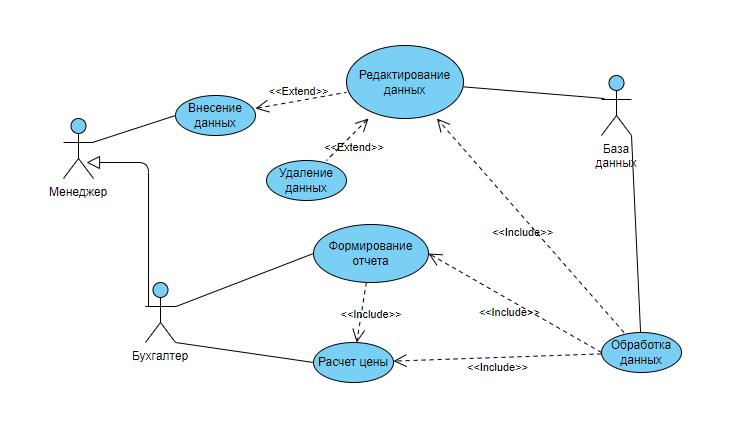 Редактирование
данных
<<Extend>>
Внесение
данных
<<Extend>>
База
данных
Удаление
данных
Менеджер
<<Include>>
Формирование
отчета
<<Include>>
<<Include>>
Бухгалтер
Расчет цены
Обработка
данных
<<Include>>